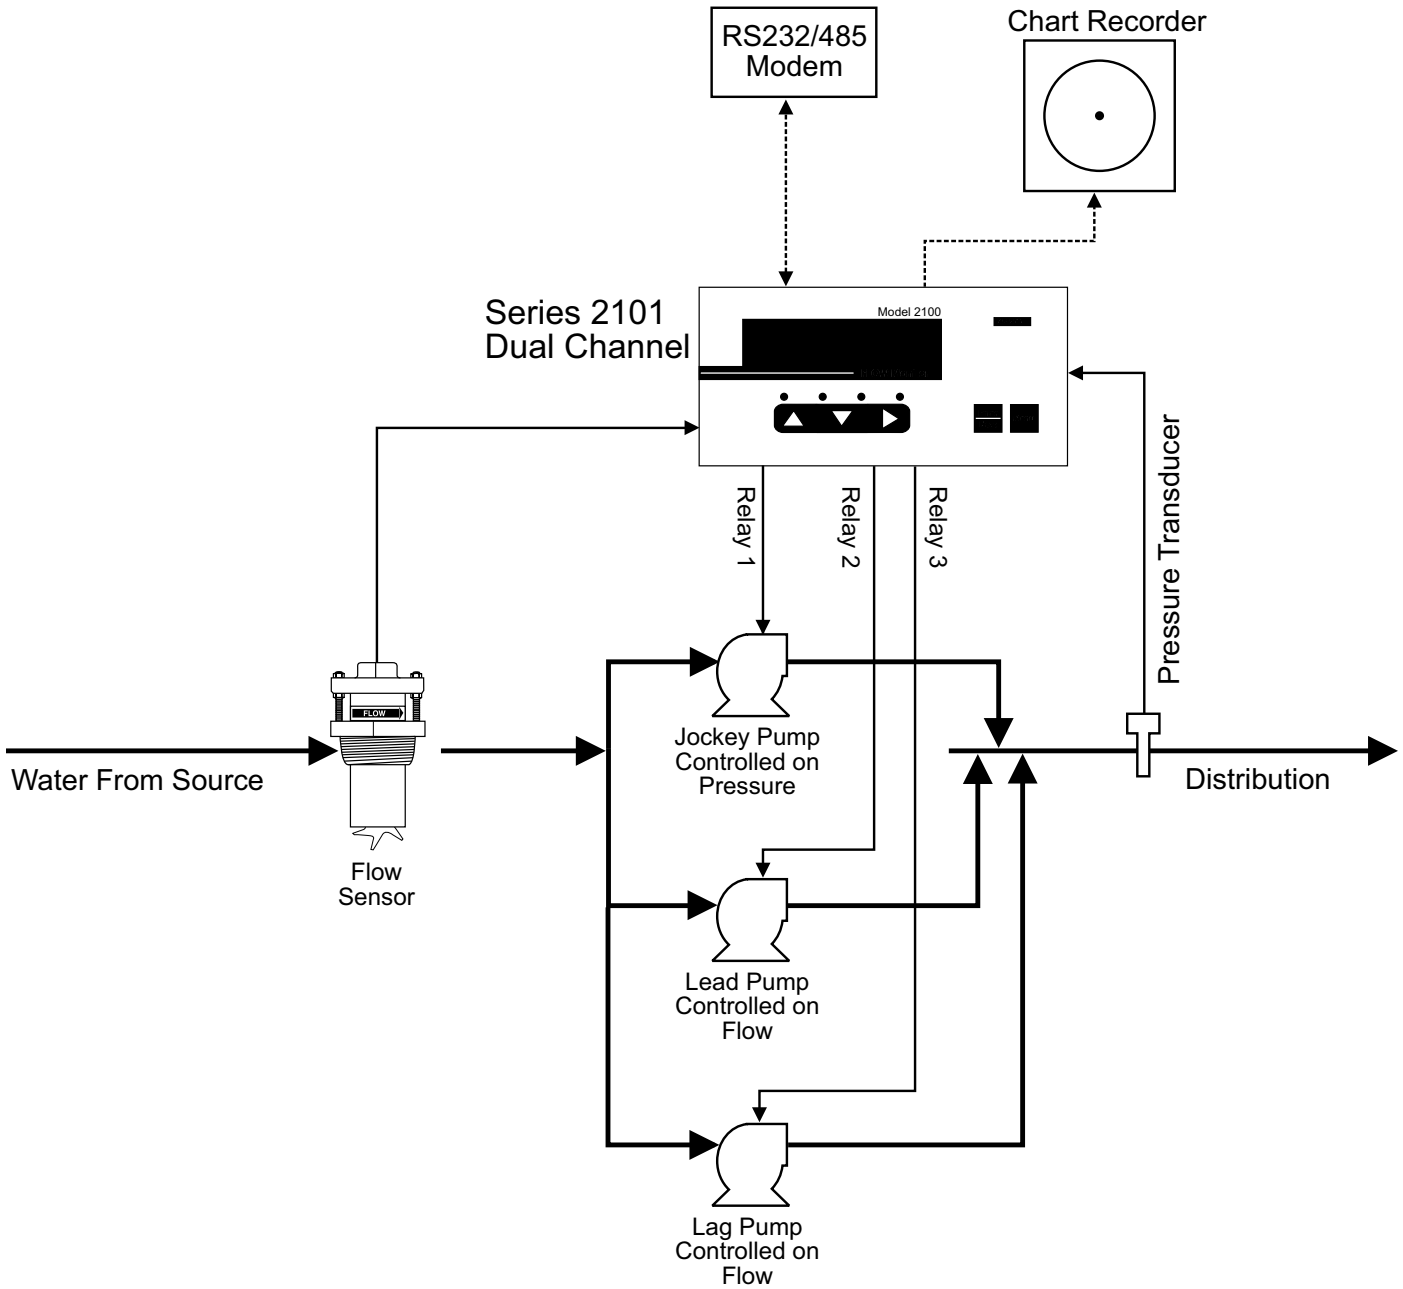 RS232/485
Modem
Chart Recorder
Series 2101
Dual Channel
Model 2100
Relay 1
Relay 2
Relay 3
Pressure Transducer
FLOW
Water From Source
Flow
Sensor
Jockey Pump
Controlled on
Pressure
Distribution
Lead Pump
Controlled on
Flow
Lag Pump
Controlled on
Flow